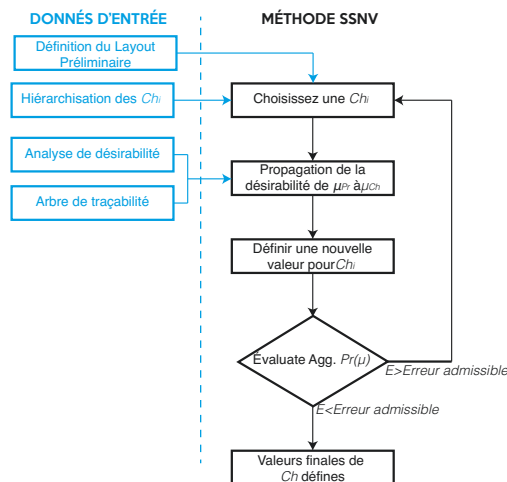 DONNÉS D'ENTRÉE
MÉTHODE SSNV
Définition du Layout
Préliminaire
Hiérarchisation des Chi
Choisissez une Chi
Analyse de désirabilité
Arbre de traçabilité
Propagation de la
désirabilité de μPr àμCh
Définir une nouvelle
valeur pourChi
Évaluate Agg. Pr(μ)
E>Erreur admissible
E<Erreur admissible
Valeurs finales de
Ch défines